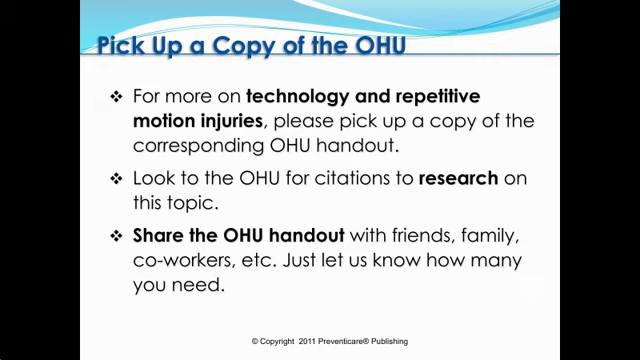 Pick Up a Copy of the OHU
❖ For more on technology and repetitive
motion injuries, please pick up a copy of the
corresponding OHU handout.
❖ Look to the OHU for citations to research on
this topic.
❖ Share the OHU handout with friends, family,
co-workers, etc. Just let us know how many
you need.
© Copyright 2011 Preventicare® Publishing